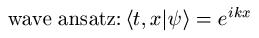 wave ansatz: ⟨t, x|ψ⟩ = e^{ikx}